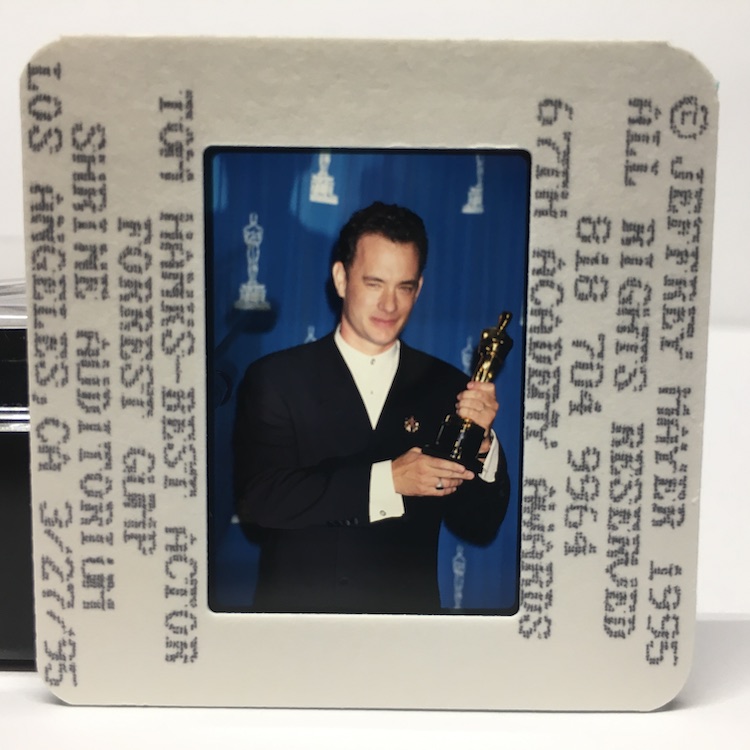 © JEFFREY MAYER 1995
ALL RIGHTS RESERVED
818 704 9564
67TH ACADEMY AWARDS
TOM HANKS-BEST ACTOR
FORREST GUMP
SHRINE AUDITORIUM
LOS ANGELES, CA 3/27/95